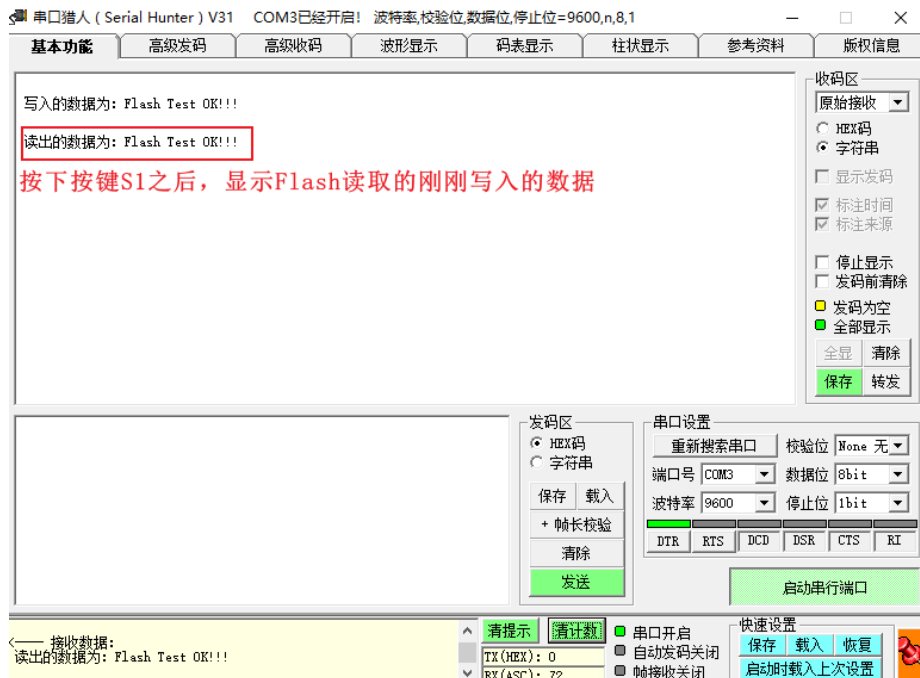 串口猎人 ( Serial Hunter ) V31 COM3已经开启! 波特率,校验位,数据位,停止位=9600,n,8,1
基本功能 高级发码 高级收码 波形显示 码表显示 柱状显示 参考资料 版权信息
写入的数据为: Flash Test OK!!!
读出的数据为: Flash Test OK!!!
按下按键S1之后，显示Flash读取的刚刚写入的数据
收码区
原始接收
HEX码
字符串
显示发码
标注时间
标注来源
停止显示
发码前清除
发码为空
全部显示
全显 清除
保存 转发
发码区
HEX码
字符串
保存 载入
+ 帧长校验
清除
发送
串口设置
重新搜索串口 校验位 None 无
端口号 COM3 数据位 8bit
波特率 9600 停止位 1bit
DTR RTS DCD DSR CTS RI
启动串行端口
<—— 接收数据:
读出的数据为: Flash Test OK!!!
清提示 清计数
TX(HEX): 0
RX(ASC): 72
串口开启
自动发码关闭
帧接收关闭
快速设置
保存 载入 恢复
启动时载入上次设置